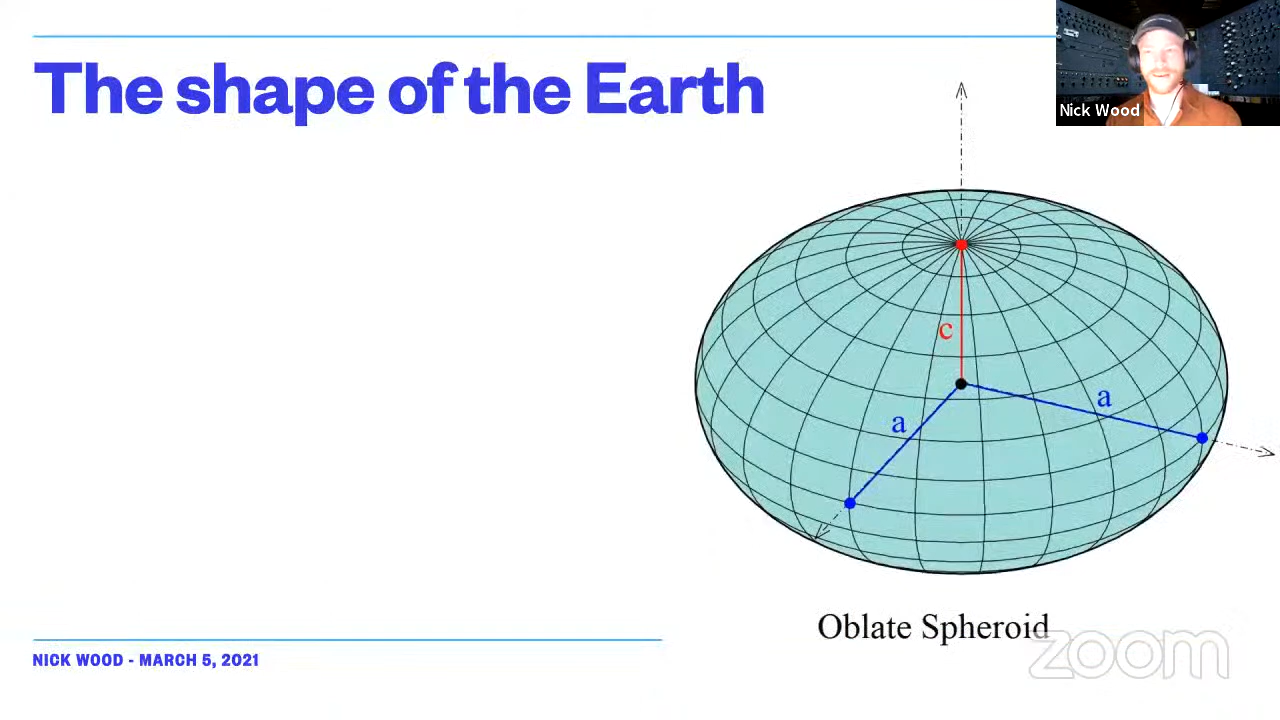 The shape of the Earth
Nick Wood
c
a
a
Oblate Spheroid
NICK WOOD - MARCH 5, 2021
zoom